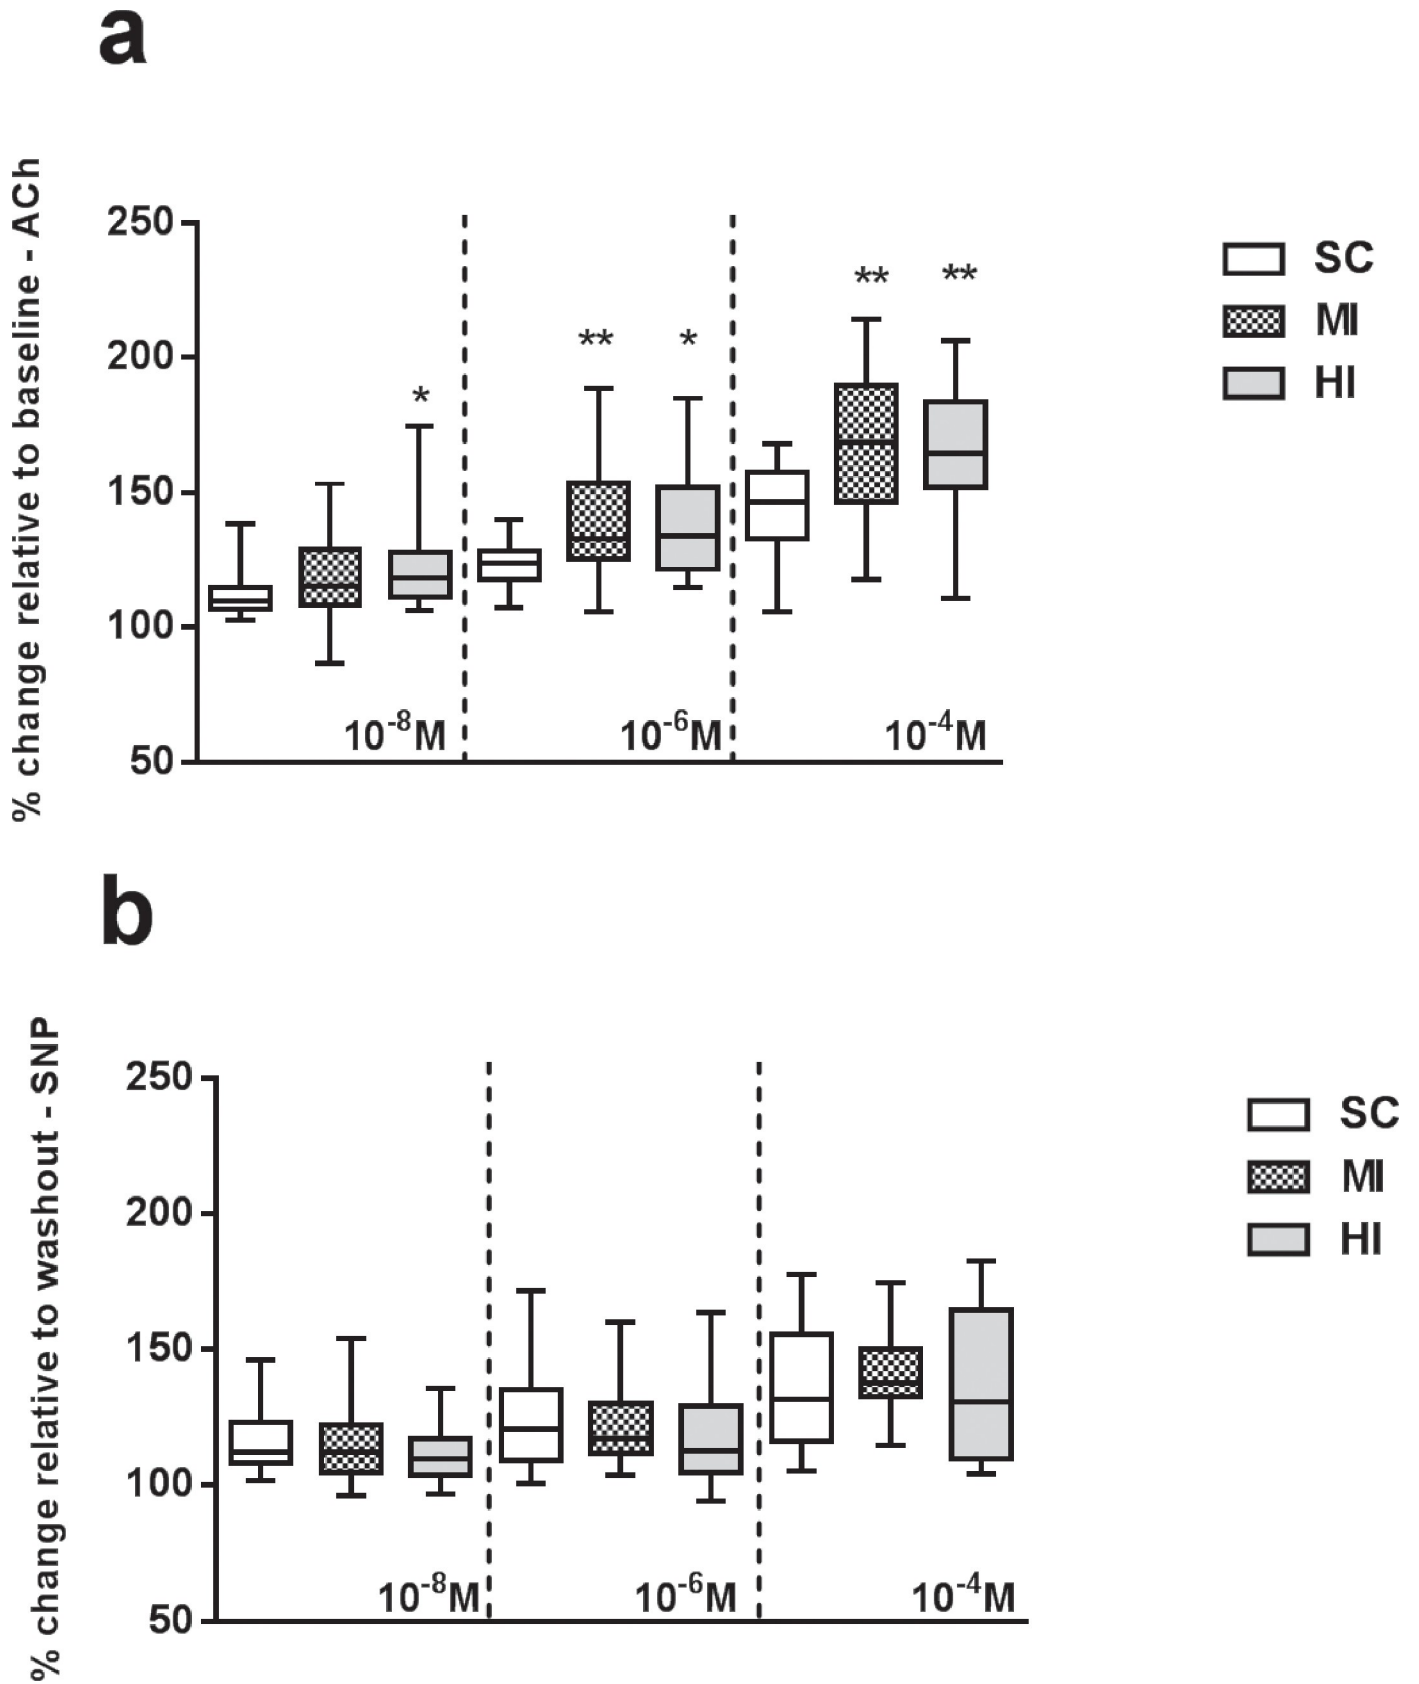 a
% change relative to baseline - ACh
250
200
150
100
50
*
** *
** **
10⁻⁸M 10⁻⁶M 10⁻⁴M
SC
MI
HI
b
% change relative to washout - SNP
250
200
150
100
50
10⁻⁸M 10⁻⁶M 10⁻⁴M
SC
MI
HI